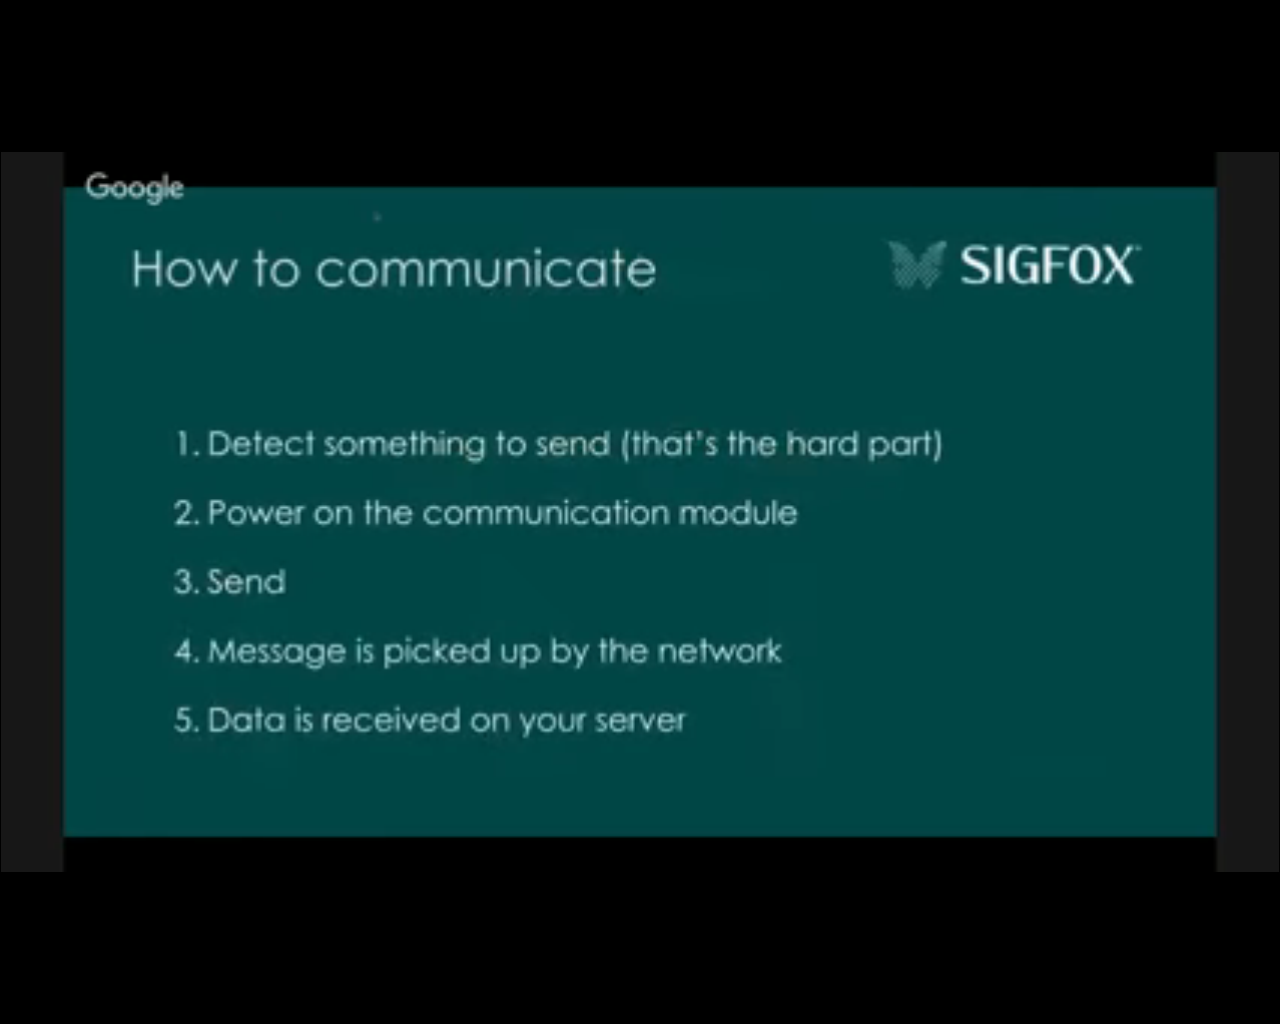 Google
How to communicate
SIGFOX
1. Detect something to send (that's the hard part)
2. Power on the communication module
3. Send
4. Message is picked up by the network
5. Data is received on your server